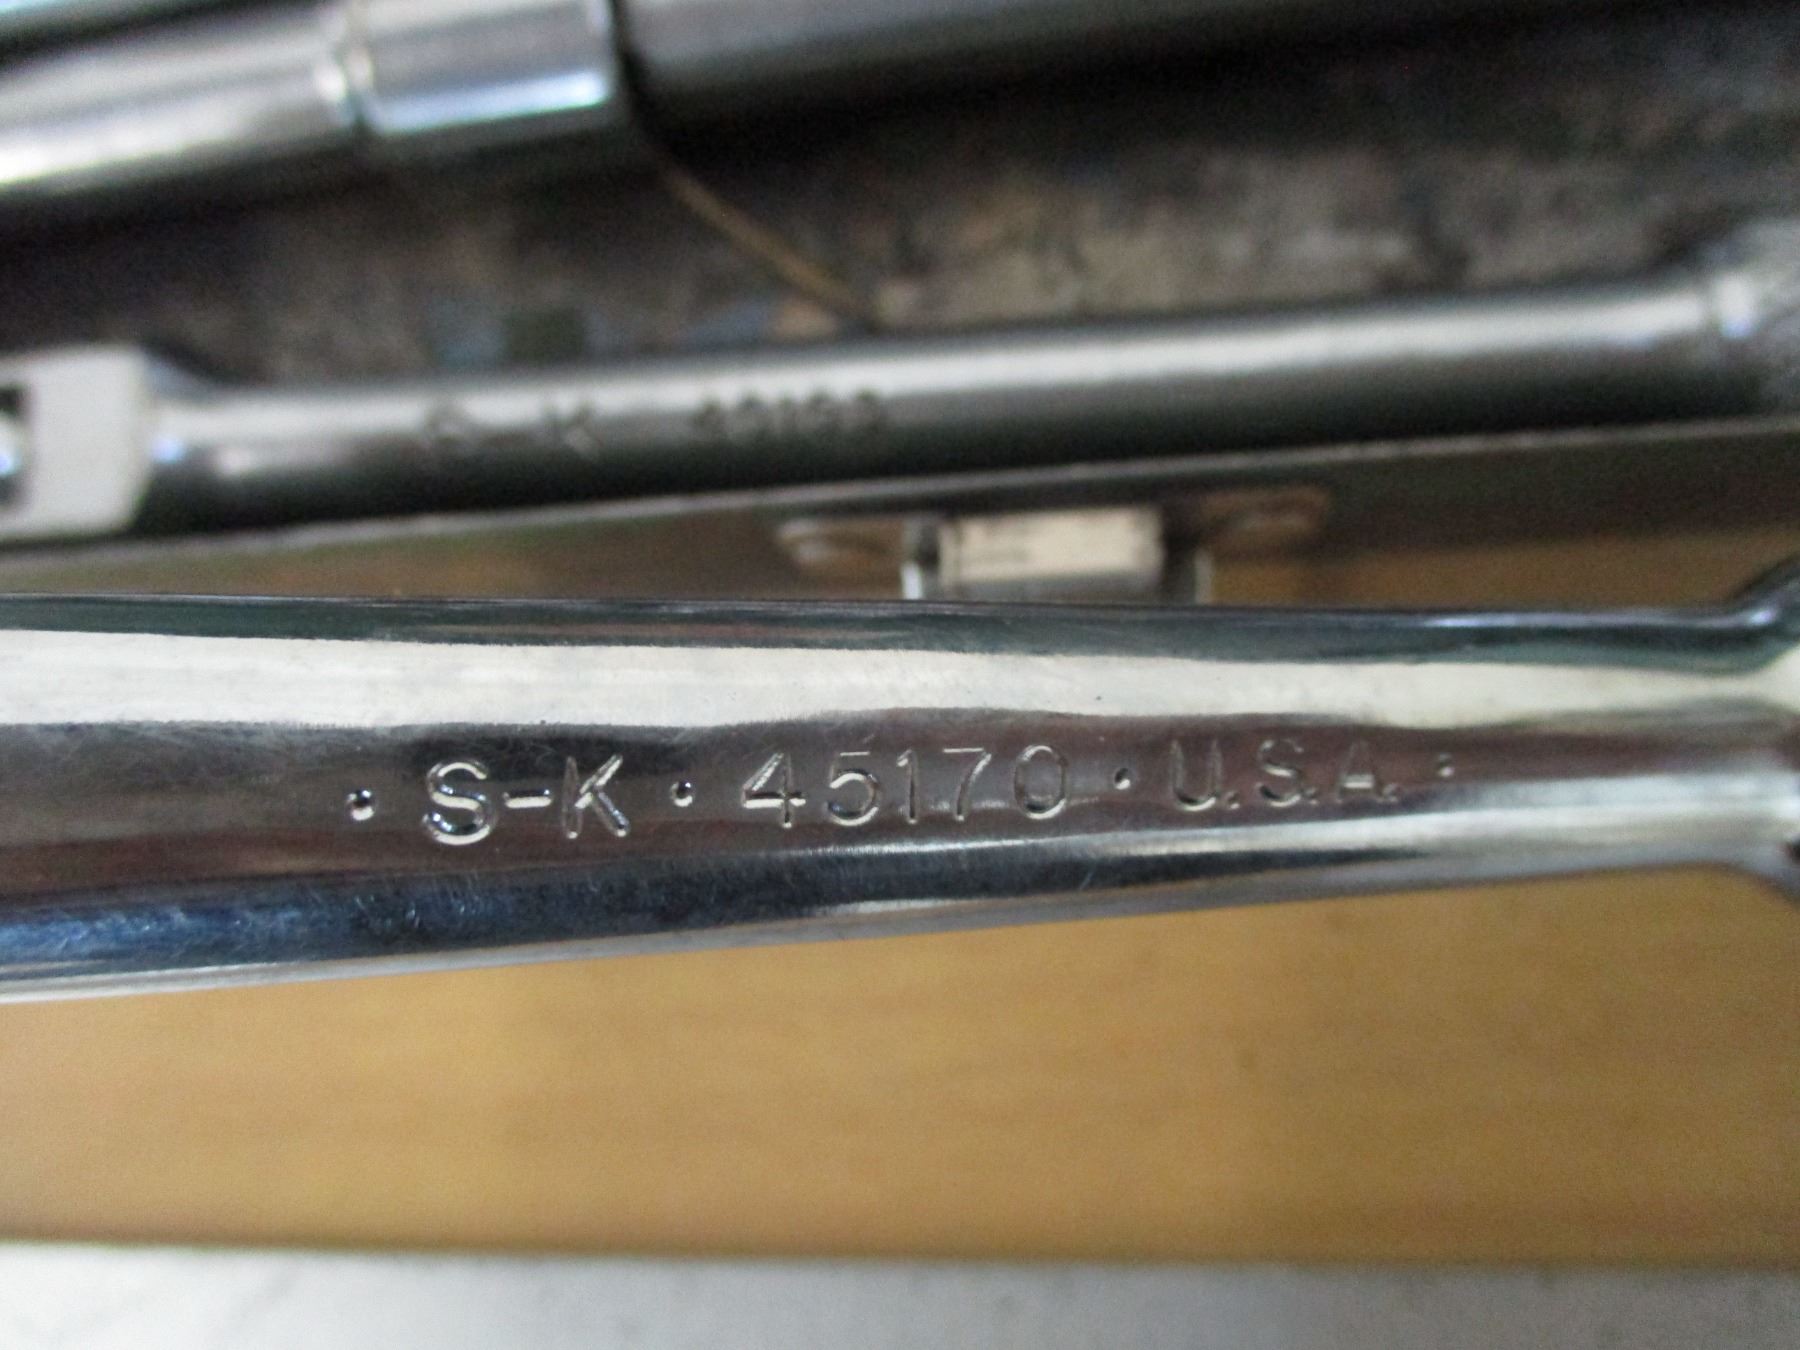 S K
· S-K · 45170 · U.S.A. ·